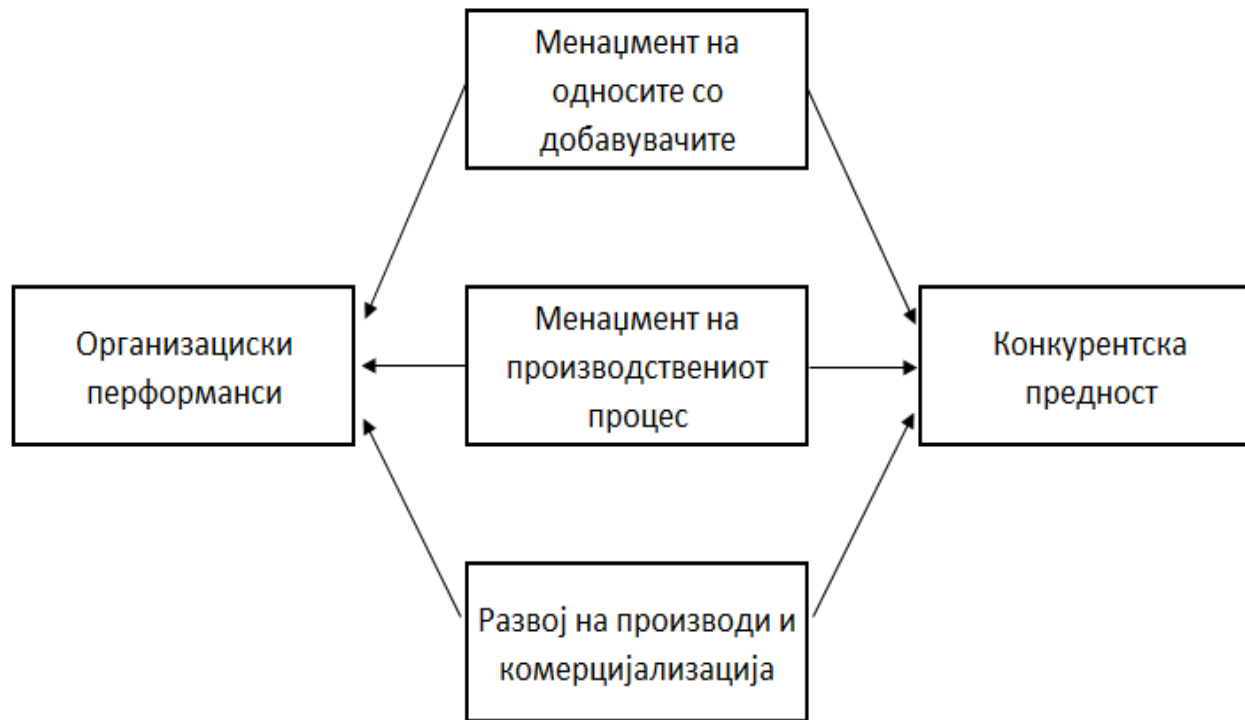 Менаџмент на
односите со
добавувачите
Организациски
перформанси
Менаџмент на
производствениот
процес
Конкурентска
предност
Развој на производи и
комерцијализација